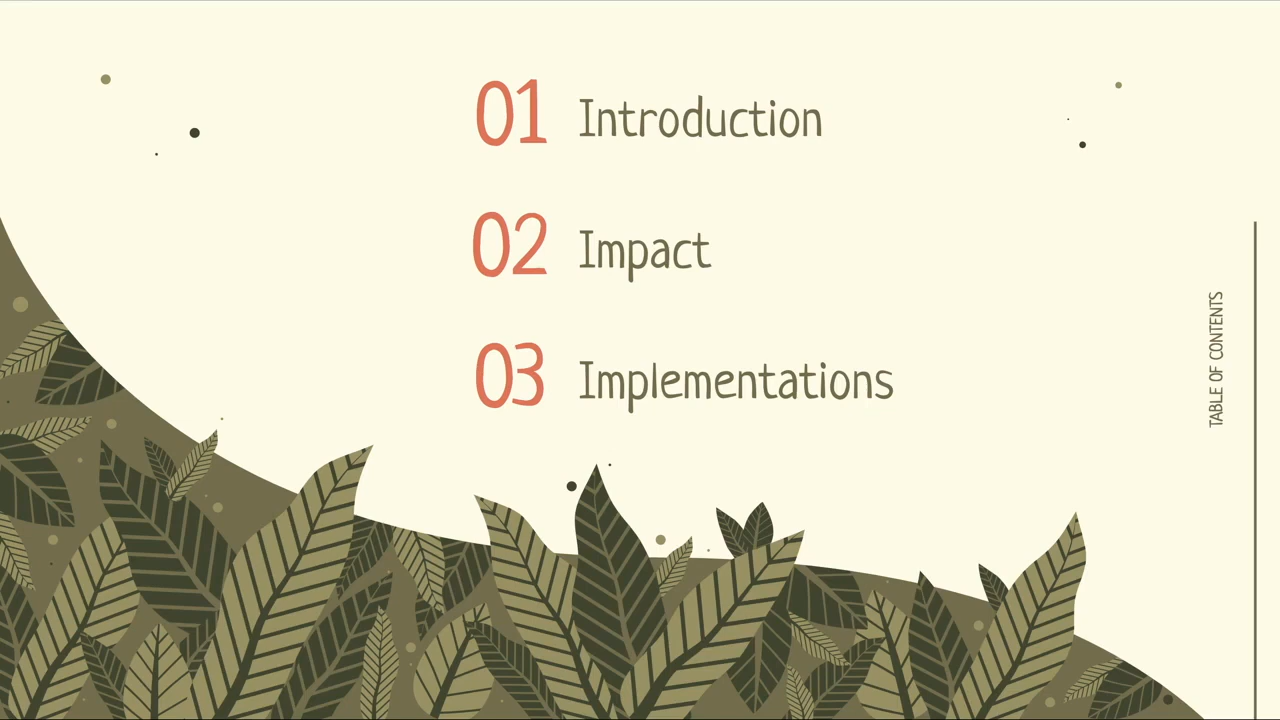 01 Introduction
02 Impact
03 Implementations
TABLE OF CONTENTS